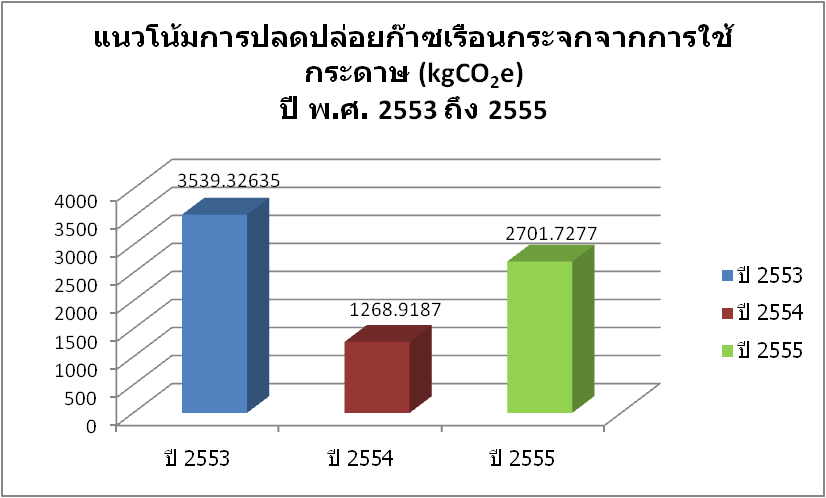 แนวโน้มการปลดปล่อยก๊าซเรือนกระจกจากการใช้
กระดาษ (kgCO₂e)
ปี พ.ศ. 2553 ถึง 2555
4000
3500
3000
2500
2000
1500
1000
500
0
3539.32635
1268.9187
2701.7277
ปี 2553
ปี 2554
ปี 2555
ปี 2553
ปี 2554
ปี 2555